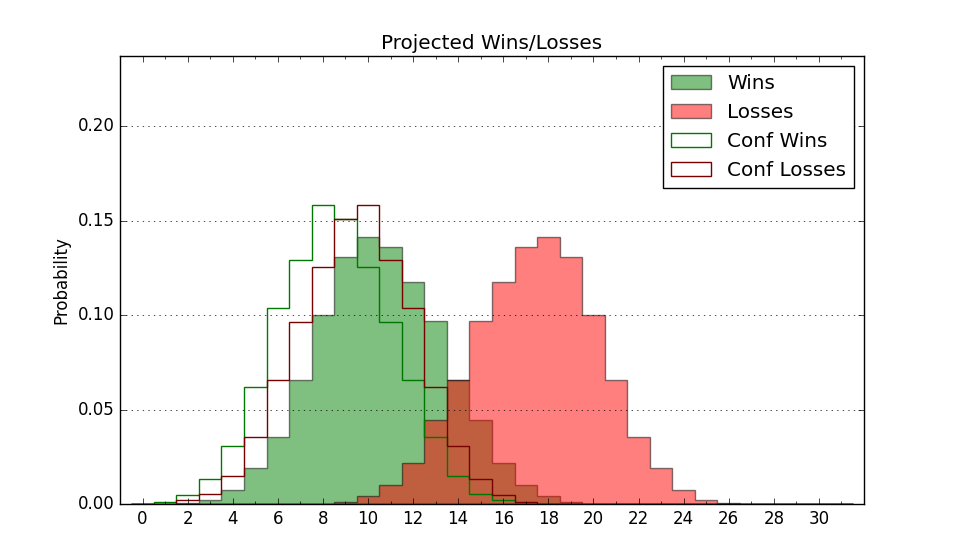 Projected Wins/Losses
Wins
Losses
Conf Wins
Conf Losses
Probability
0.20
0.15
0.10
0.05
0.00
0 2 4 6 8 10 12 14 16 18 20 22 24 26 28 30